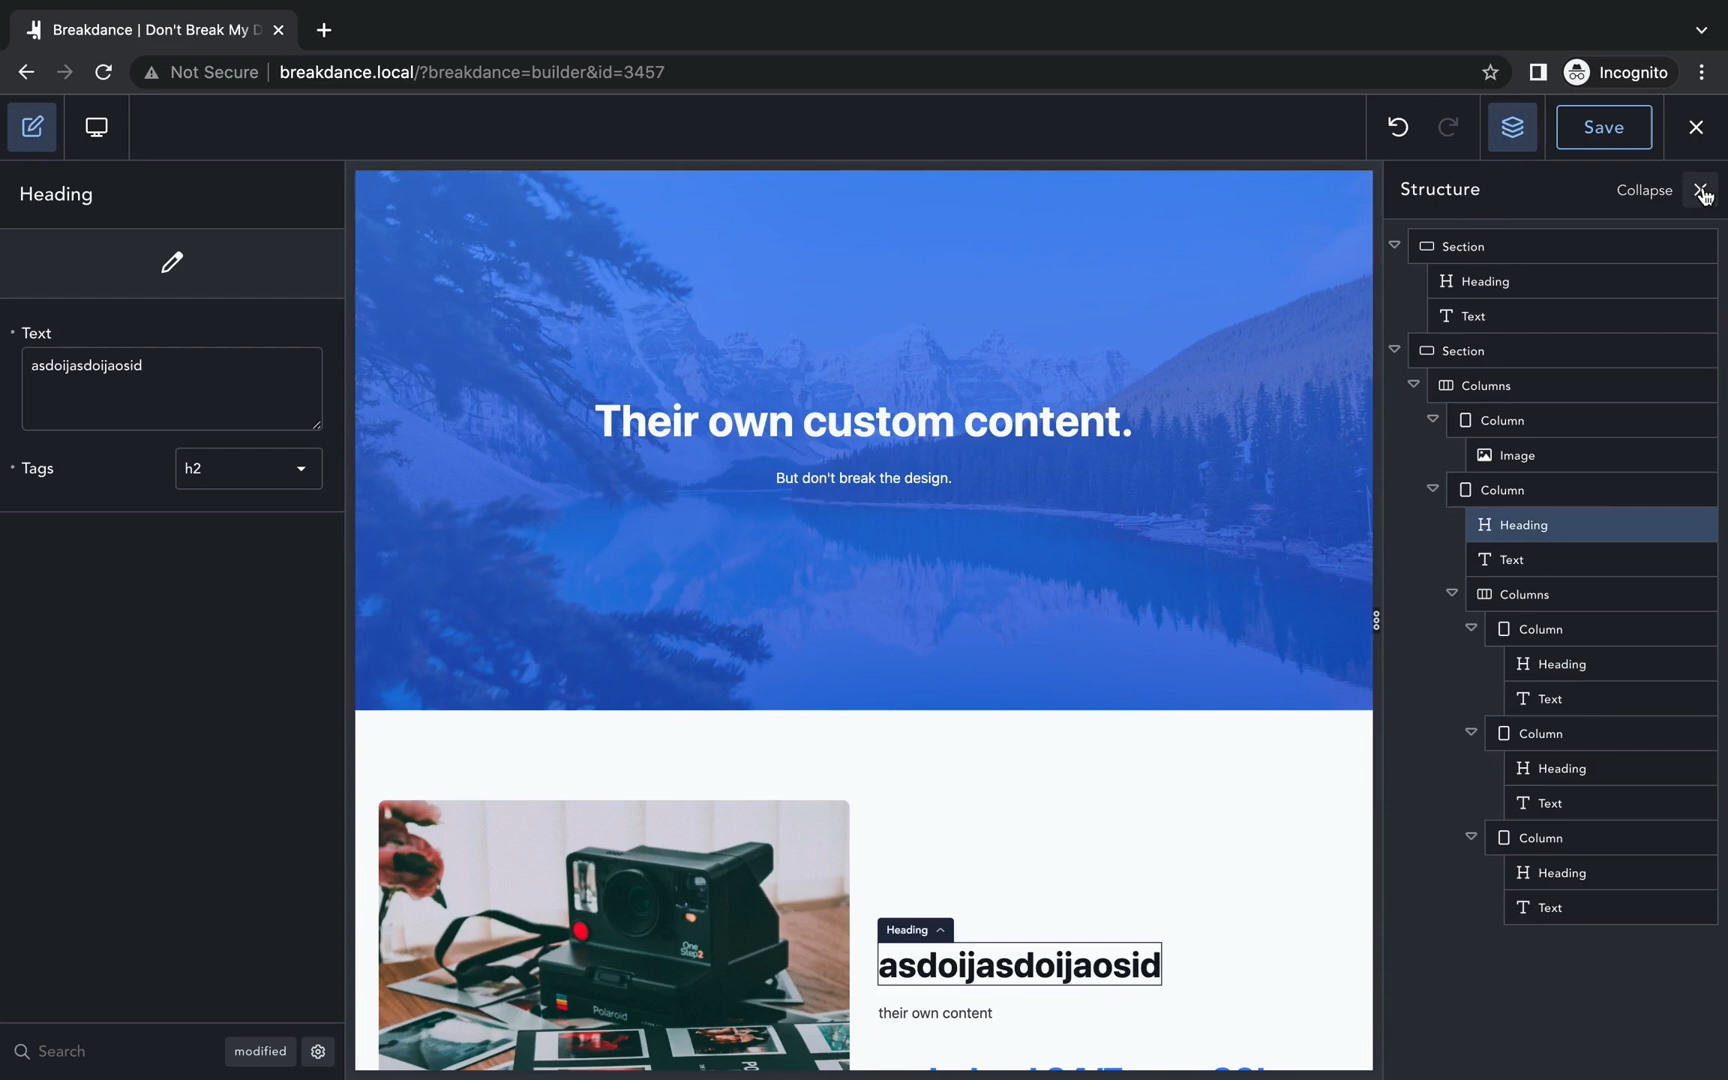 Breakdance | Don't Break My D
Not Secure
breakdance.local/?breakdance=builder&id=3457
Incognito
Save
Heading
Text
asdoijasdoijaosid
Tags
h2
Search
modified
Their own custom content.
But don't break the design.
One
Step2
Polaroid
Heading
asdoijasdoijaosid
their own content
Structure
Collapse
Section
Heading
Text
Section
Columns
Column
Image
Column
Heading
Text
Columns
Column
Heading
Text
Column
Heading
Text
Column
Heading
Text